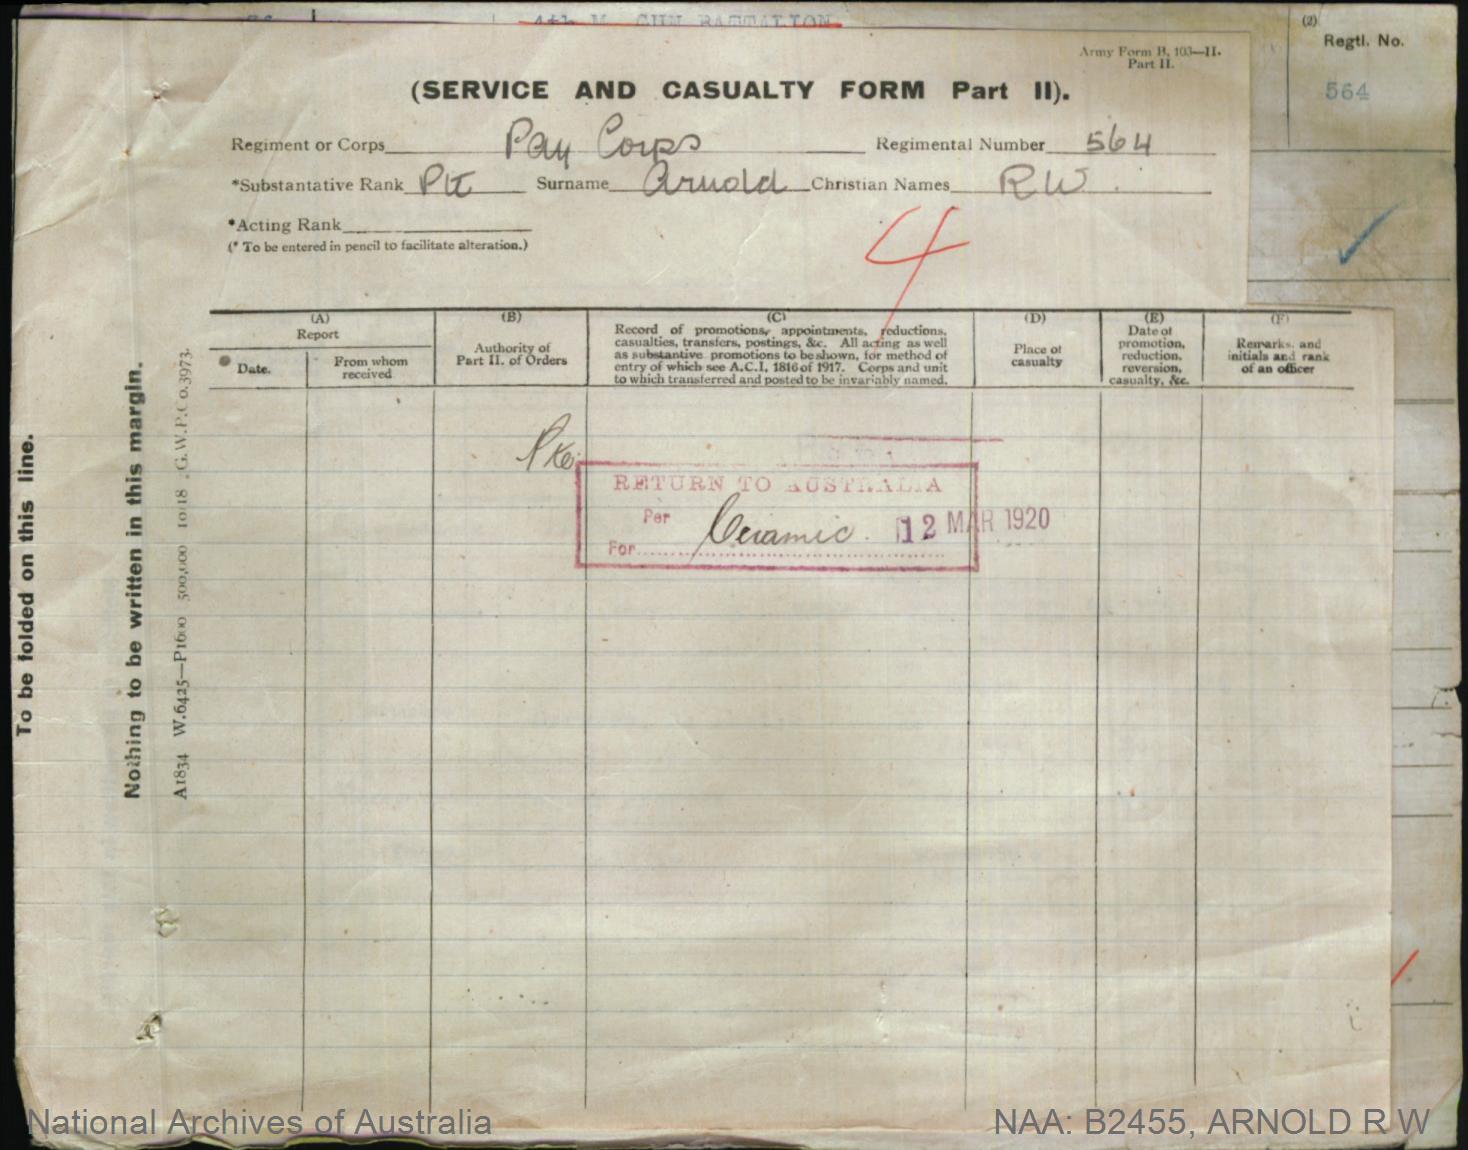 4th M. GUN BATTALION
(2)
Regtl. No.
564
Army Form B. 103—II.
Part II.
(SERVICE AND CASUALTY FORM Part II).
Regiment or Corps Pay Corps Regimental Number 564
*Substantative Rank Pte Surname Arnold Christian Names R W.
*Acting Rank
(* To be entered in pencil to facilitate alteration.)
4
(A)
Report
Date.
From whom
received
(B)
Authority of
Part II. of Orders
(C)
Record of promotions, appointments, reductions,
casualties, transfers, postings, &c. All acting as well
as substantive promotions to be shown, for method of
entry of which see A.C.I. 1816 of 1917. Corps and unit
to which transferred and posted to be invariably named.
(D)
Place of
casualty
(E)
Date of
promotion,
reduction,
reversion,
casualty, &c.
(F)
Remarks. and
initials and rank
of an officer
Pte
RETURN TO AUSTRALIA
Per Ceramic. 12 MAR 1920
For
To be folded on this line.
Nothing to be written in this margin.
A1834 W.6425—P1600 500,000 10/18 G.W.P.Co.3973.
National Archives of Australia
NAA: B2455, ARNOLD R W